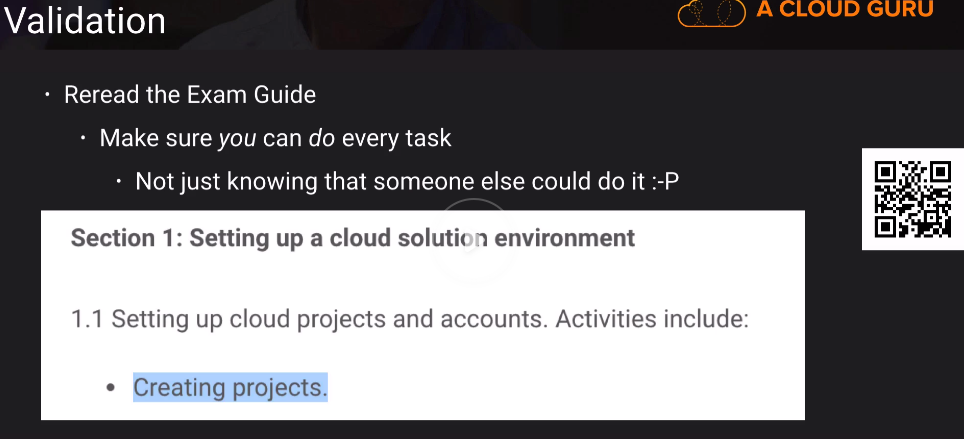 Validation
A CLOUD GURU
· Reread the Exam Guide
· Make sure you can do every task
· Not just knowing that someone else could do it :-P
Section 1: Setting up a cloud solution environment
1.1 Setting up cloud projects and accounts. Activities include:
• Creating projects.